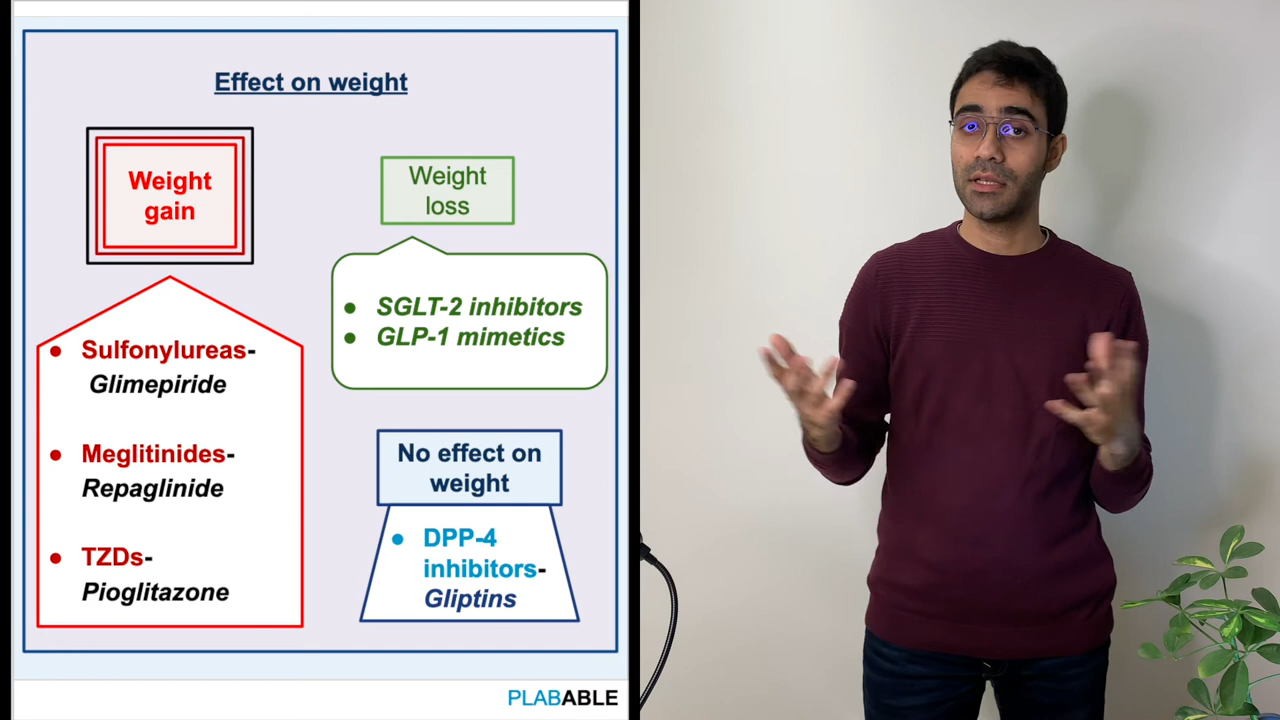 Effect on weight
Weight
gain
Weight
loss
● SGLT-2 inhibitors
● GLP-1 mimetics
● Sulfonylureas-
Glimepiride
● Meglitinides-
Repaglinide
● TZDs-
Pioglitazone
No effect on
weight
● DPP-4
inhibitors-
Gliptins
PLABABLE